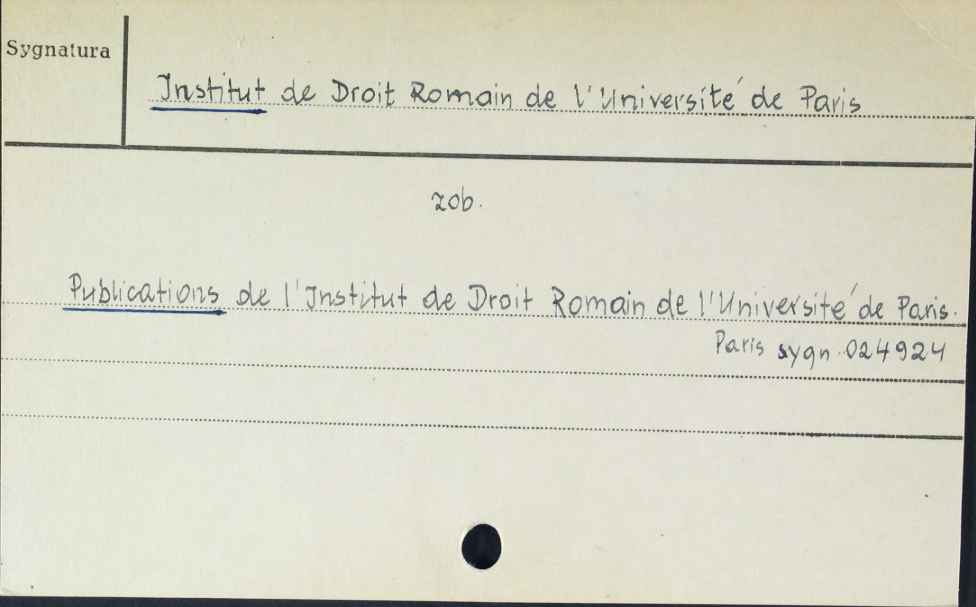 Sygnatura
Institut de Droit Romain de l'Université de Paris
zob.
Publications de l'Institut de Droit Romain de l'Université de Paris.
Paris sygn. 024924